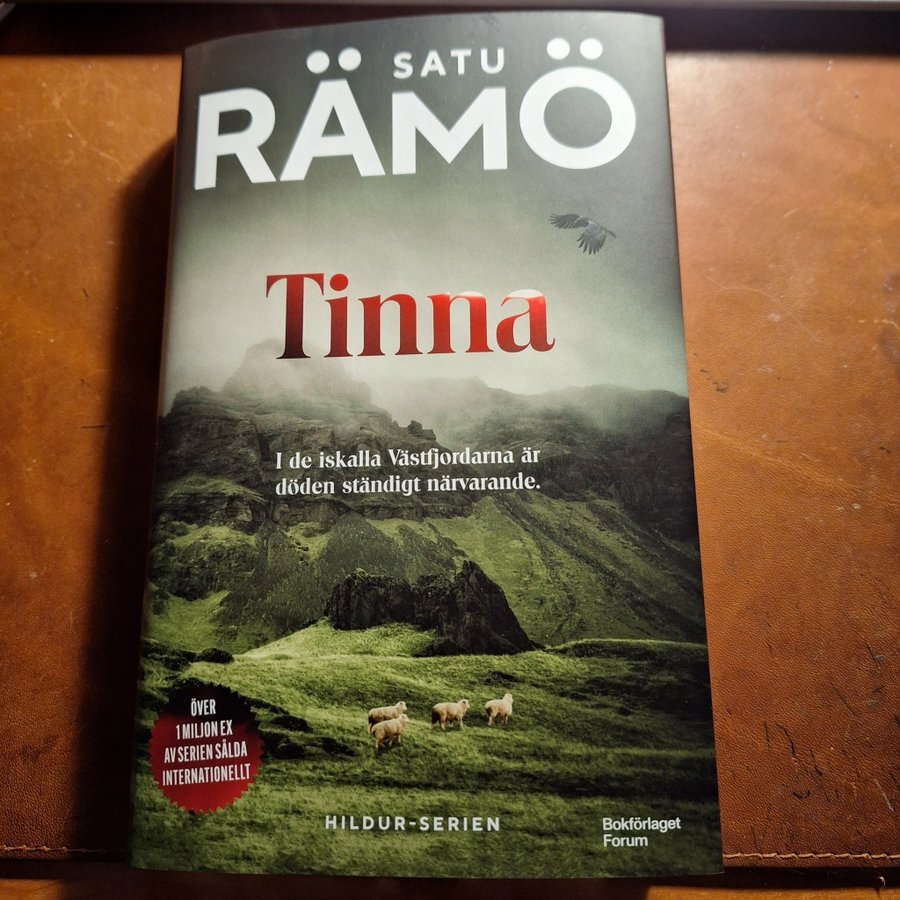 SATU
RÄMÖ
Tinna
I de iskalla Västfjordarna är
döden ständigt närvarande.
ÖVER
1 MILJON EX
AV SERIEN SÅLDA
INTERNATIONELLT
HILDUR-SERIEN
Bokförlaget
Forum